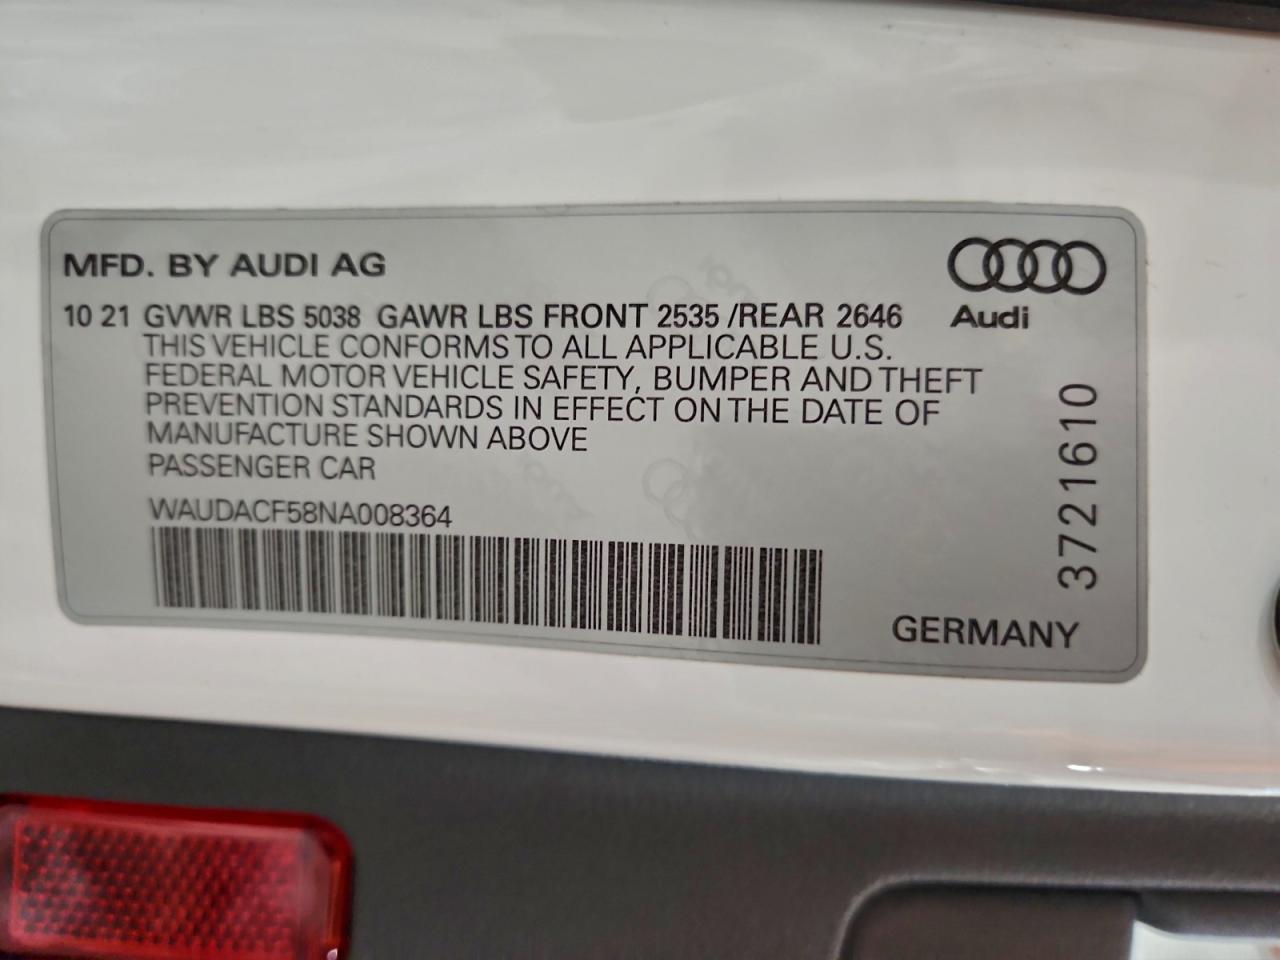 MFD. BY AUDI AG
Audi
10 21 GVWR LBS 5038 GAWR LBS FRONT 2535 /REAR 2646
THIS VEHICLE CONFORMS TO ALL APPLICABLE U.S.
FEDERAL MOTOR VEHICLE SAFETY, BUMPER AND THEFT
PREVENTION STANDARDS IN EFFECT ON THE DATE OF
MANUFACTURE SHOWN ABOVE
PASSENGER CAR
WAUDACF58NA008364
3721610
GERMANY